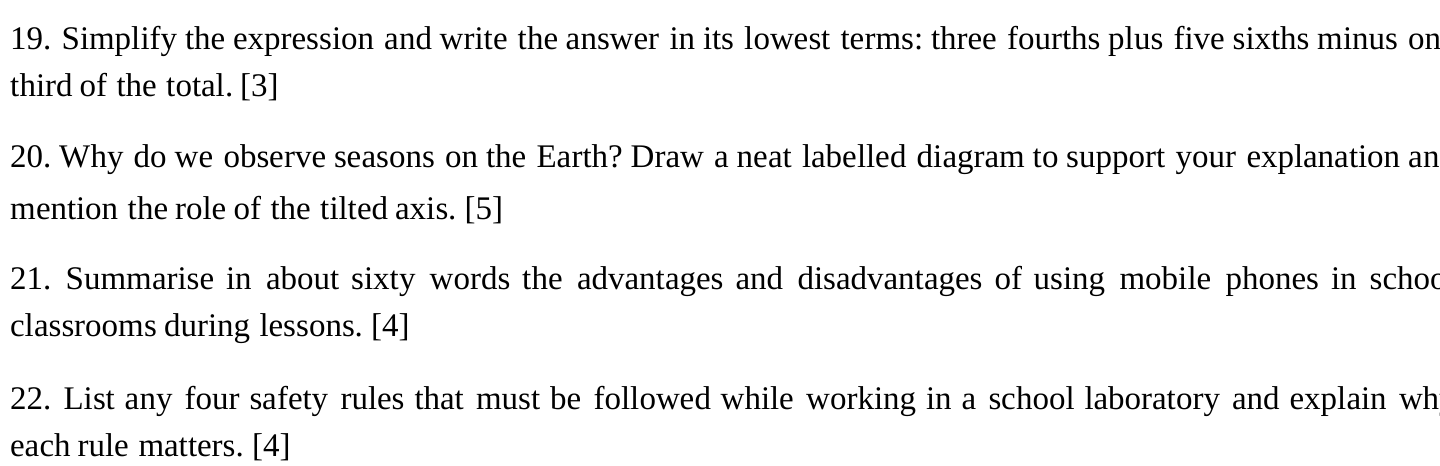 19. Simplify the expression and write the answer in its lowest terms: three fourths plus five sixths minus on
third of the total. [3]
20. Why do we observe seasons on the Earth? Draw a neat labelled diagram to support your explanation an
mention the role of the tilted axis. [5]
21. Summarise in about sixty words the advantages and disadvantages of using mobile phones in schoo
classrooms during lessons. [4]
22. List any four safety rules that must be followed while working in a school laboratory and explain why
each rule matters. [4]